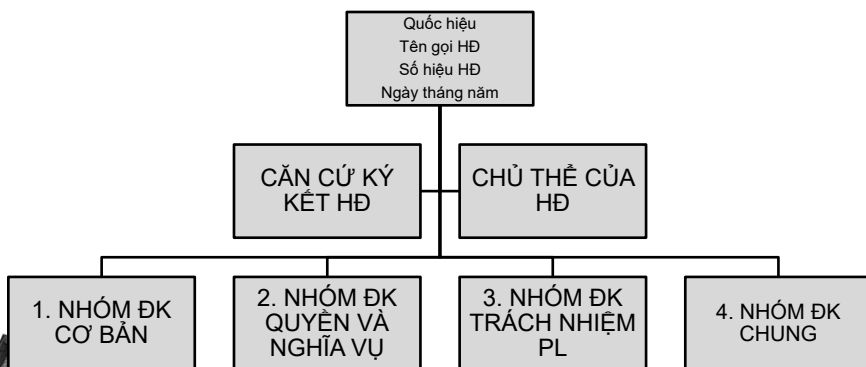 Quốc hiệu
Tên gọi HĐ
Số hiệu HĐ
Ngày tháng năm
CĂN CỨ KÝ
KẾT HĐ
CHỦ THỂ CỦA
HĐ
1. NHÓM ĐK
CƠ BẢN
2. NHÓM ĐK
QUYỀN VÀ
NGHĨA VỤ
3. NHÓM ĐK
TRÁCH NHIỆM
PL
4. NHÓM ĐK
CHUNG